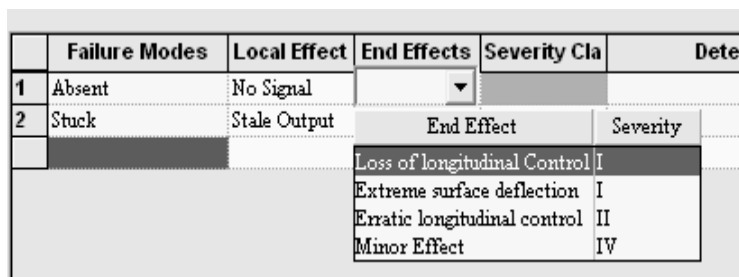 Failure Modes Local Effect End Effects Severity Cla Dete
1 Absent No Signal
2 Stuck Stale Output
End Effect Severity
Loss of longitudinal Control I
Extreme surface deflection I
Erratic longitudinal control II
Minor Effect IV